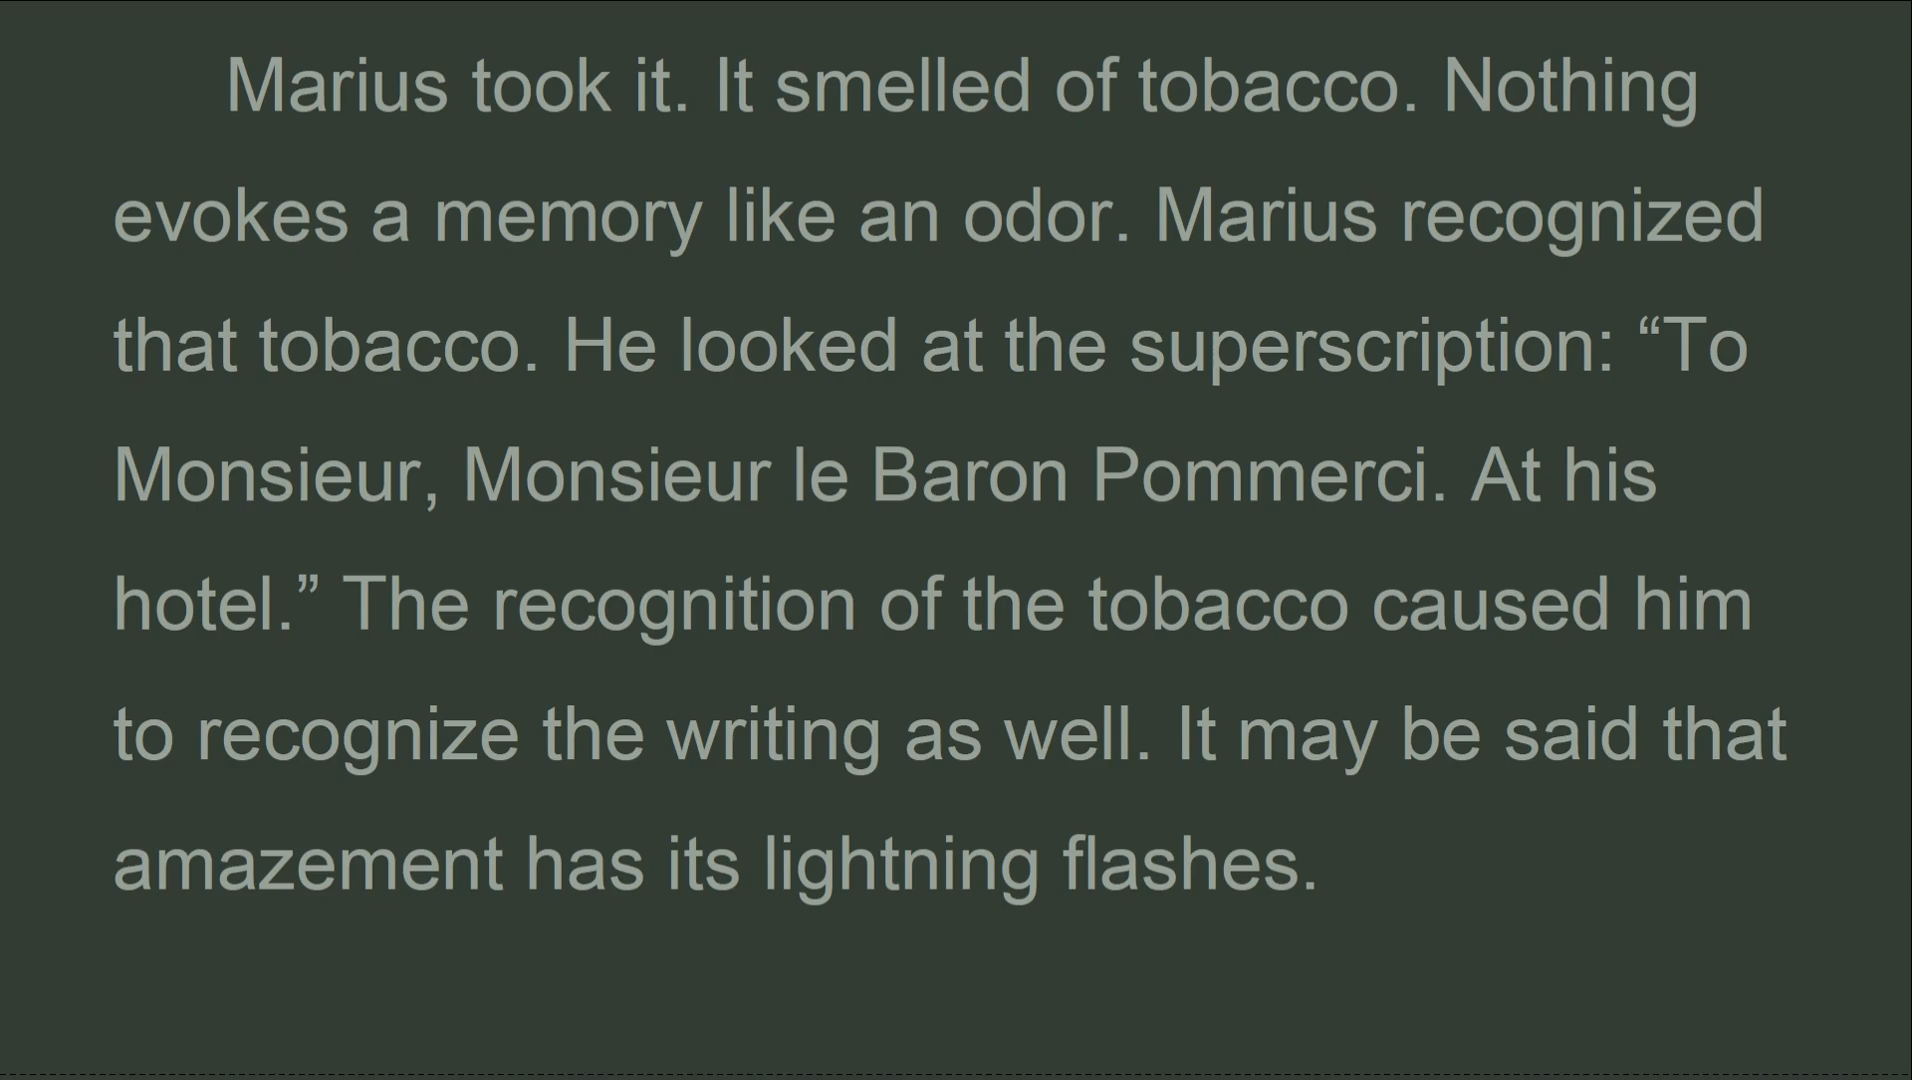 Marius took it. It smelled of tobacco. Nothing
evokes a memory like an odor. Marius recognized
that tobacco. He looked at the superscription: “To
Monsieur, Monsieur le Baron Pommerci. At his
hotel.” The recognition of the tobacco caused him
to recognize the writing as well. It may be said that
amazement has its lightning flashes.